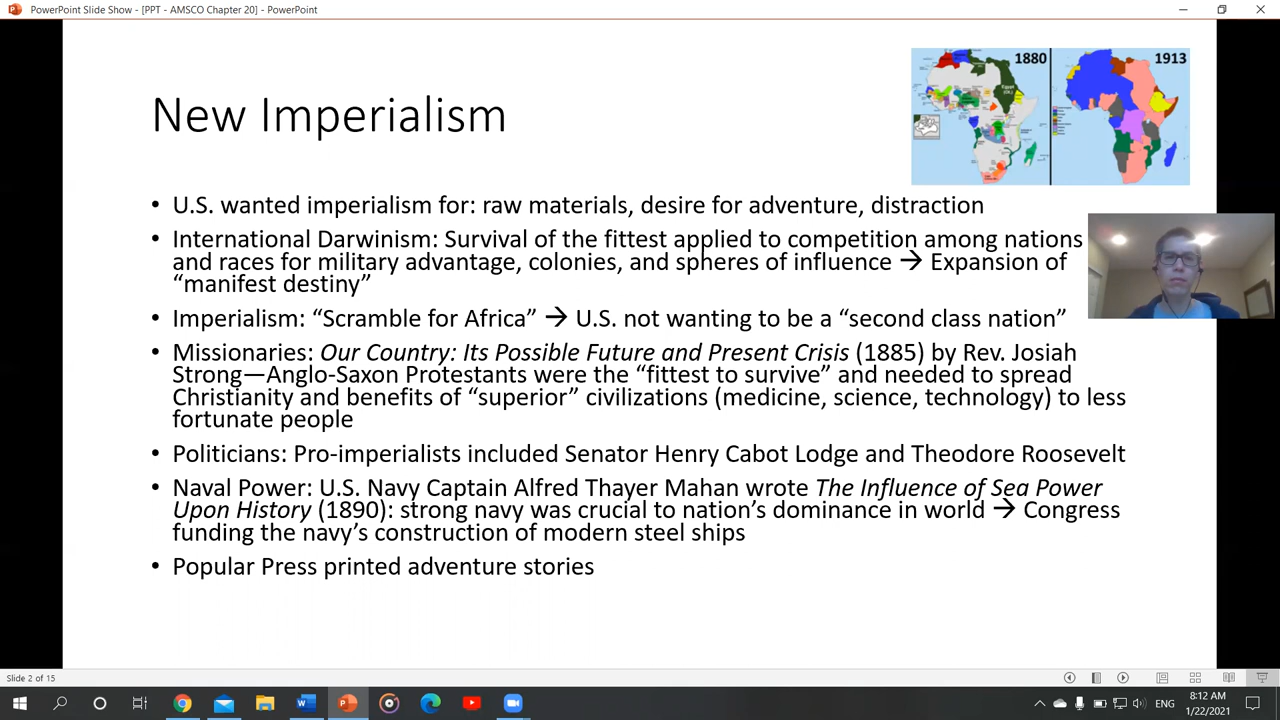 PowerPoint Slide Show - [PPT - AMSCO Chapter 20] - PowerPoint
1880
1913
Egypt
New Imperialism
• U.S. wanted imperialism for: raw materials, desire for adventure, distraction
• International Darwinism: Survival of the fittest applied to competition among nations
and races for military advantage, colonies, and spheres of influence → Expansion of
“manifest destiny”
• Imperialism: “Scramble for Africa” → U.S. not wanting to be a “second class nation”
• Missionaries: Our Country: Its Possible Future and Present Crisis (1885) by Rev. Josiah
Strong—Anglo-Saxon Protestants were the “fittest to survive” and needed to spread
Christianity and benefits of “superior” civilizations (medicine, science, technology) to less
fortunate people
• Politicians: Pro-imperialists included Senator Henry Cabot Lodge and Theodore Roosevelt
• Naval Power: U.S. Navy Captain Alfred Thayer Mahan wrote The Influence of Sea Power
Upon History (1890): strong navy was crucial to nation’s dominance in world → Congress
funding the navy’s construction of modern steel ships
• Popular Press printed adventure stories
Slide 2 of 15
ENG
8:12 AM
1/22/2021